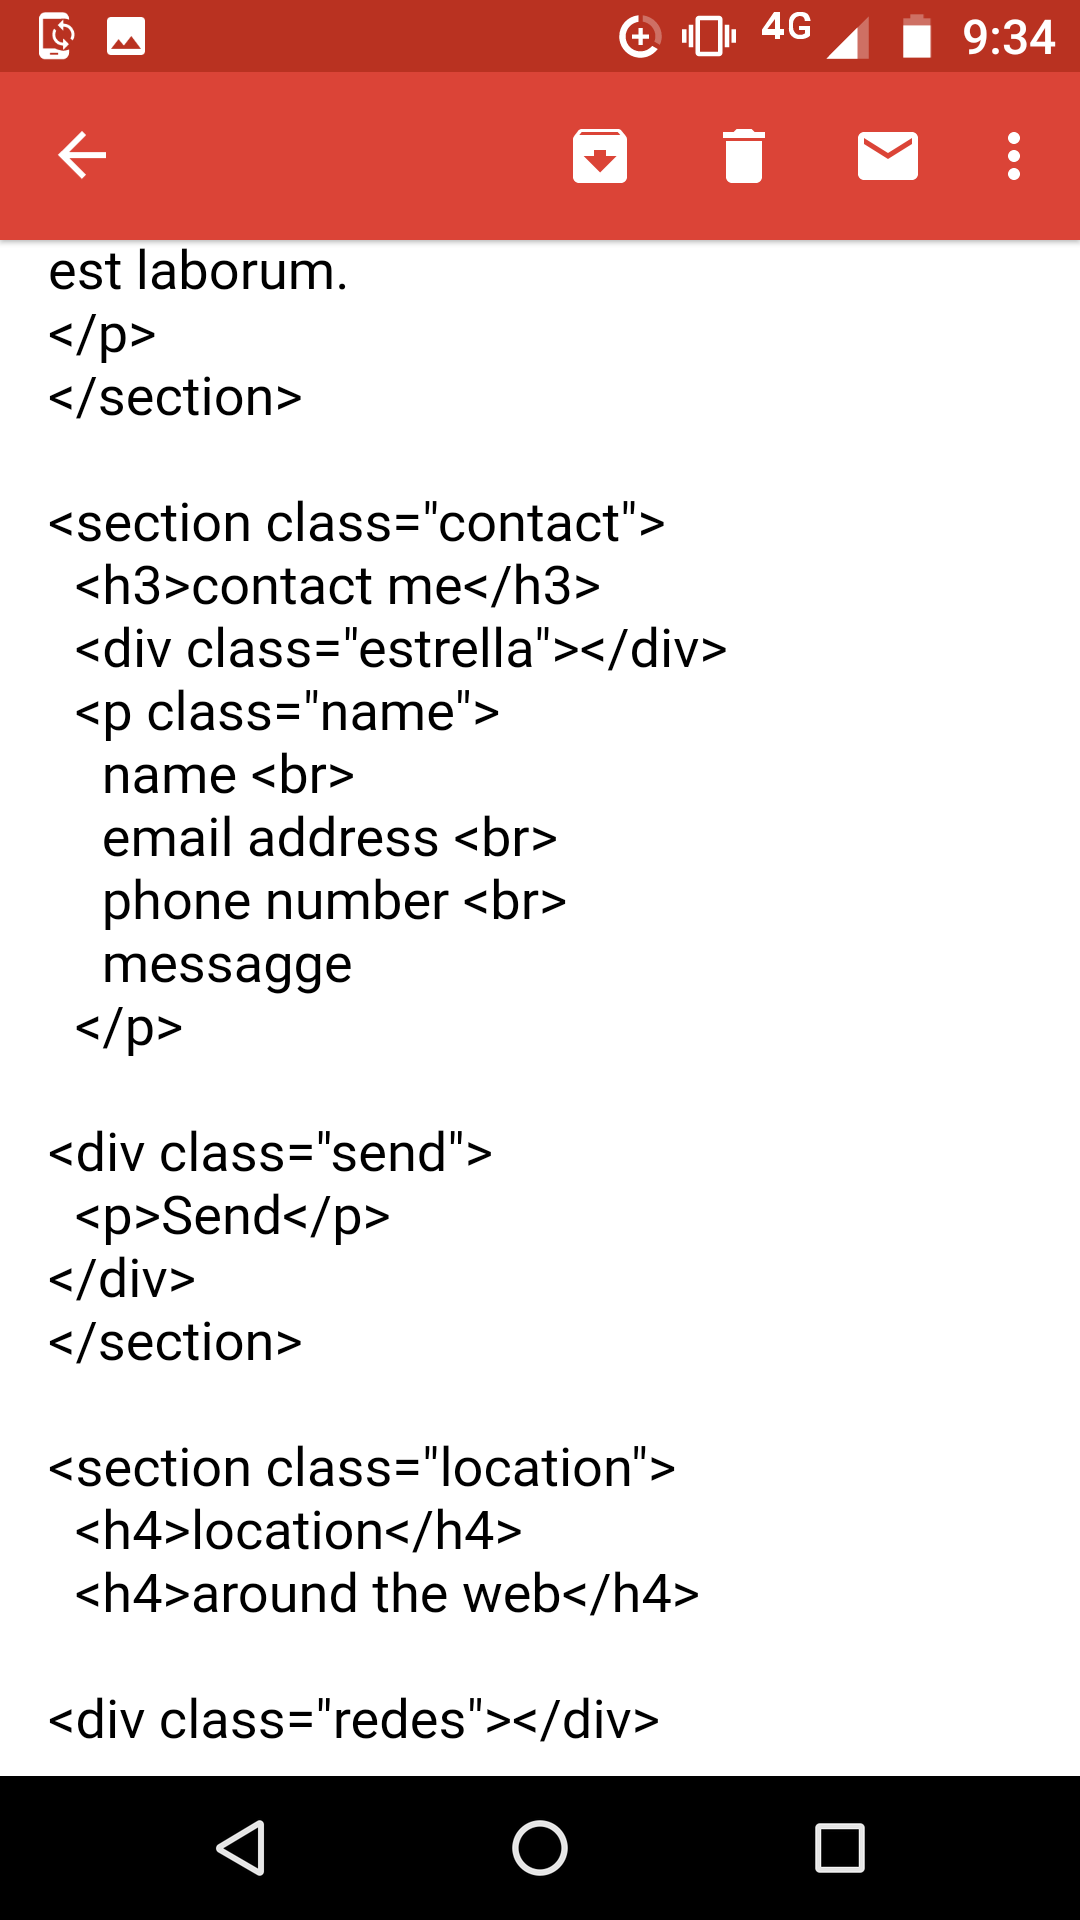 4G 9:34
est laborum.
</p>
</section>
<section class="contact">
<h3>contact me</h3>
<div class="estrella"></div>
<p class="name">
name <br>
email address <br>
phone number <br>
messagge
</p>
<div class="send">
<p>Send</p>
</div>
</section>
<section class="location">
<h4>location</h4>
<h4>around the web</h4>
<div class="redes"></div>